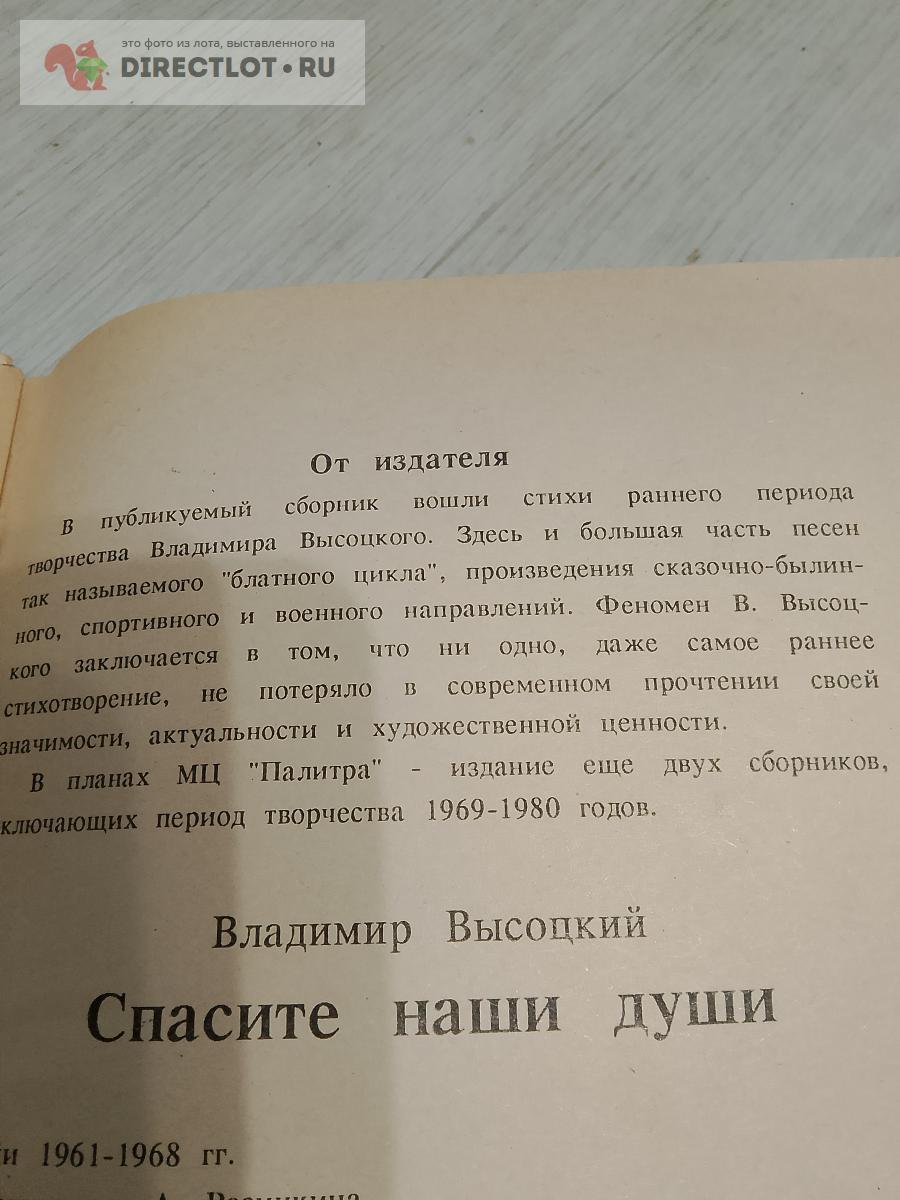 это фото из лота, выставленного на
DIRECTLOT•RU
От издателя
В публикуемый сборник вошли стихи раннего периода
творчества Владимира Высоцкого. Здесь и большая часть песен
так называемого "блатного цикла", произведения сказочно-былин-
ного, спортивного и военного направлений. Феномен В. Высоц-
кого заключается в том, что ни одно, даже самое раннее
стихотворение, не потеряло в современном прочтении своей
значимости, актуальности и художественной ценности.
В планах МЦ "Палитра" - издание еще двух сборников,
ключающих период творчества 1969-1980 годов.
Владимир Высоцкий
Спасите наши души
и 1961-1968 гг.